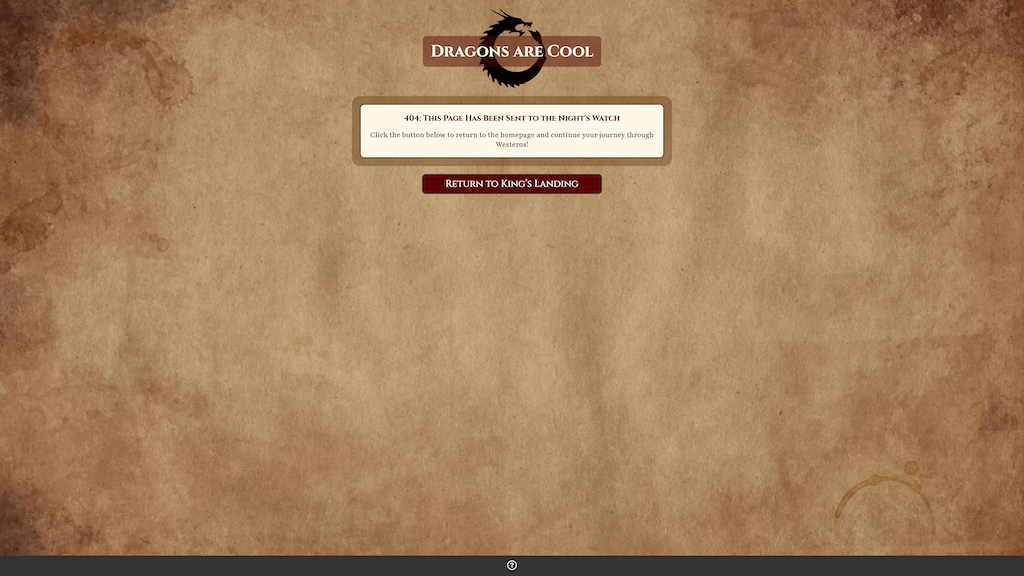 Dragons are Cool
404: This Page Has Been Sent to the Night's Watch
Click the button below to return to the homepage and continue your journey through
Westeros!
Return to King's Landing
?